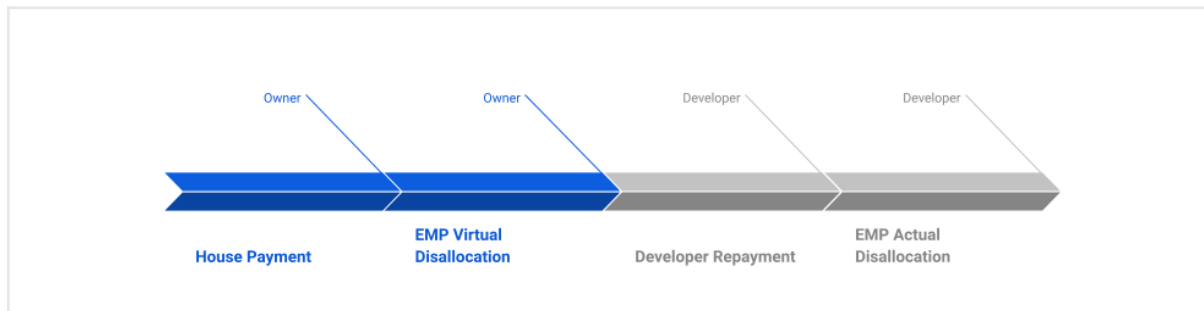 Owner
Owner
Developer
Developer
House Payment
EMP Virtual
Disallocation
Developer Repayment
EMP Actual
Disallocation